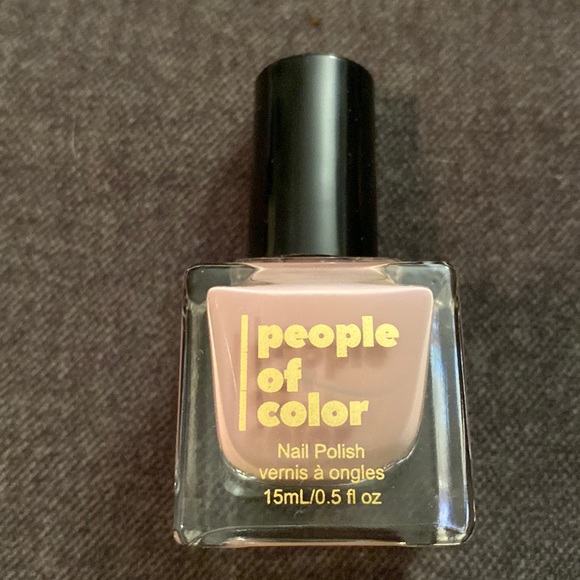 people
of
color
Nail Polish
vernis à ongles
15mL/0.5 fl oz